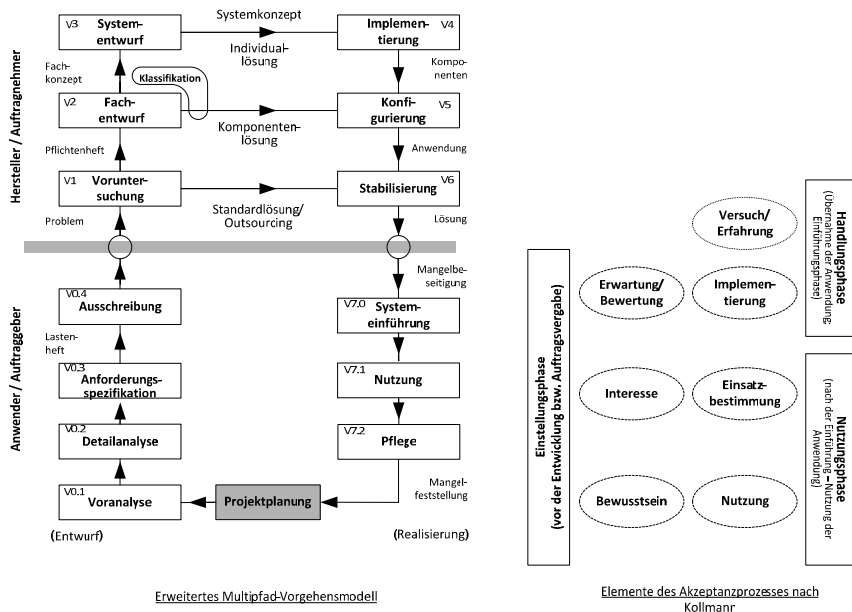 Hersteller / Auftragnehmer
Anwender / Auftraggeber
V3
System-
entwurf
Systemkonzept
Individual-
lösung
Implemen-
tierung
V4
Fach-
konzept
Klassifikation
Kompo-
nenten
V2
Fach-
entwurf
Komponenten-
lösung
Konfi-
gurierung
V5
Pflichtenheft
Anwendung
V1
Vorunter-
suchung
Standardlösung/
Outsourcing
Stabilisierung
V6
Problem
Lösung
V0.4
Ausschreibung
Mangelbe-
seitigung
V7.0
System-
einführung
Lasten-
heft
V0.3
Anforderungs-
spezifikation
V7.1
Nutzung
V0.2
Detailanalyse
V7.2
Pflege
V0.1
Voranalyse
Projektplanung
Mangel-
feststellung
(Entwurf)
(Realisierung)
Erweitertes Multipfad-Vorgehensmodell
Einstellungsphase
(vor der Entwicklung bzw. Auftragsvergabe)
Versuch/
Erfahrung
Erwartung/
Bewertung
Implemen-
tierung
Interesse
Einsatz-
bestimmung
Bewusstsein
Nutzung
Handlungsphase
(Übernahme der Anwendung;
Einführungsphase)
Nutzungsphase
(nach der Einführung – Nutzung der
Anwendung)
Elemente des Akzeptanzprozesses nach
Kollmann